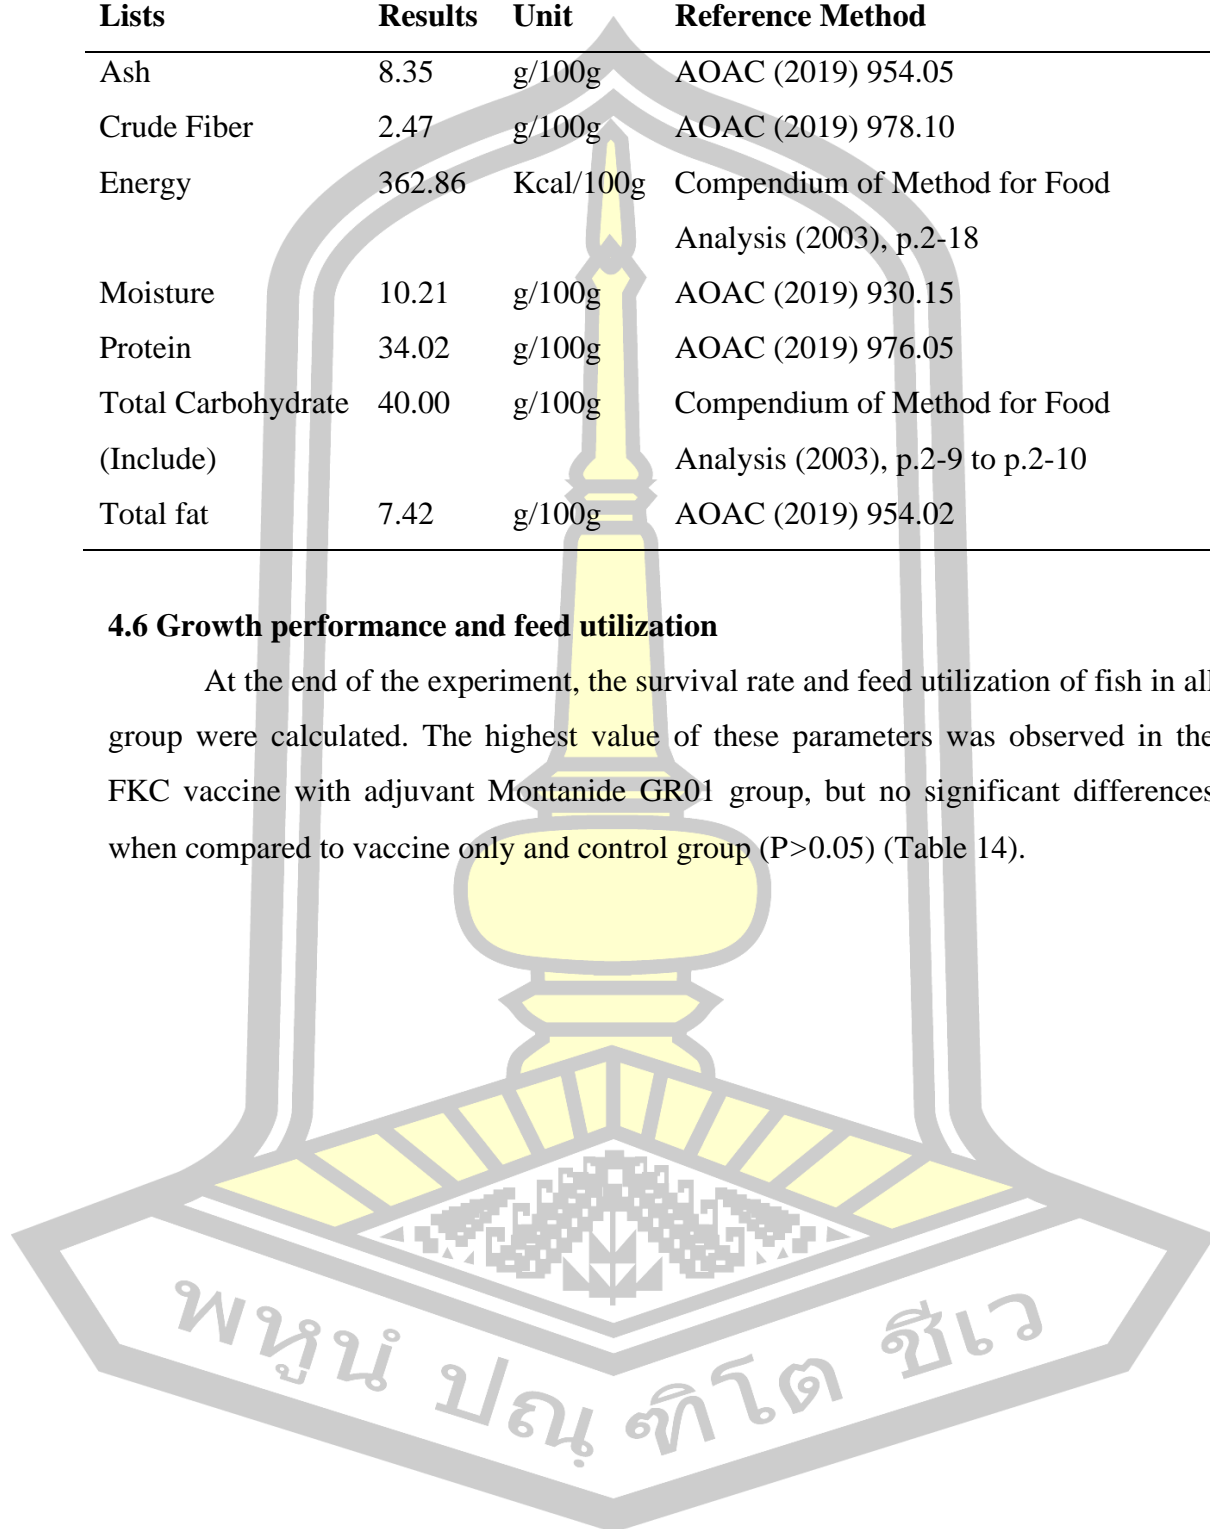 Lists Results Unit Reference Method
Ash 8.35 g/100g AOAC (2019) 954.05
Crude Fiber 2.47 g/100g AOAC (2019) 978.10
Energy 362.86 Kcal/100g Compendium of Method for Food
Analysis (2003), p.2-18
Moisture 10.21 g/100g AOAC (2019) 930.15
Protein 34.02 g/100g AOAC (2019) 976.05
Total Carbohydrate 40.00 g/100g Compendium of Method for Food
(Include) Analysis (2003), p.2-9 to p.2-10
Total fat 7.42 g/100g AOAC (2019) 954.02
4.6 Growth performance and feed utilization
At the end of the experiment, the survival rate and feed utilization of fish in all
group were calculated. The highest value of these parameters was observed in the
FKC vaccine with adjuvant Montanide GR01 group, but no significant differences
when compared to vaccine only and control group (P>0.05) (Table 14).
พหูนํ ปณฺฑิโต ชีเว